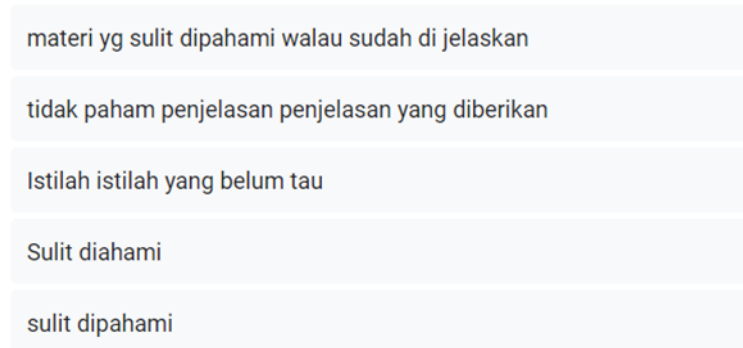 materi yg sulit dipahami walau sudah di jelaskan
tidak paham penjelasan penjelasan yang diberikan
Istilah istilah yang belum tau
Sulit diahami
sulit dipahami